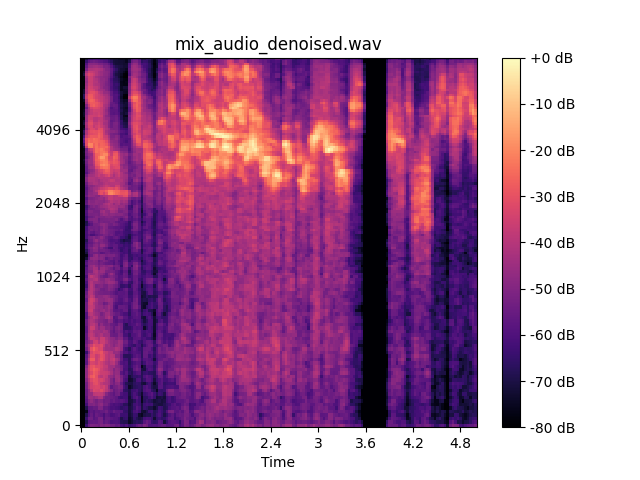 mix_audio_denoised.wav
Hz
4096
2048
1024
512
0
0 0.6 1.2 1.8 2.4 3 3.6 4.2 4.8
Time
+0 dB
-10 dB
-20 dB
-30 dB
-40 dB
-50 dB
-60 dB
-70 dB
-80 dB